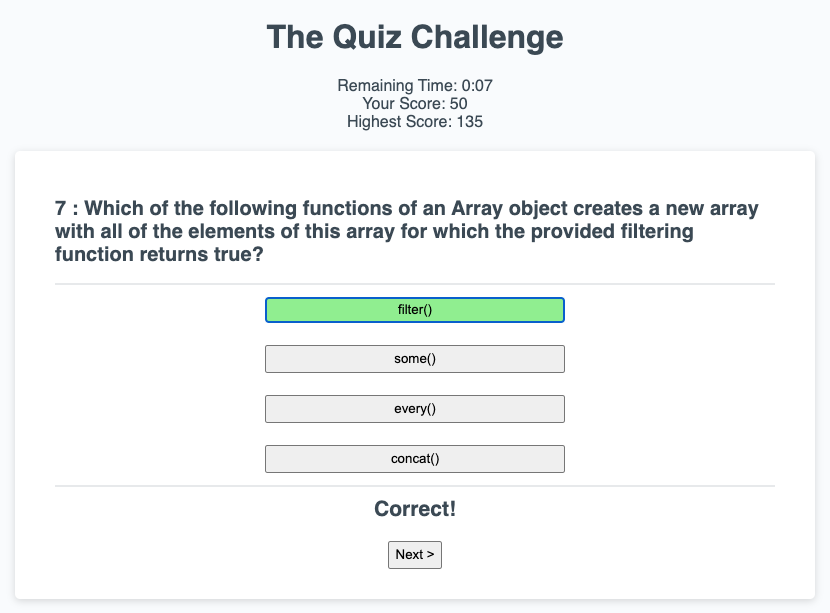 The Quiz Challenge
Remaining Time: 0:07
Your Score: 50
Highest Score: 135
7 : Which of the following functions of an Array object creates a new array
with all of the elements of this array for which the provided filtering
function returns true?
filter()
some()
every()
concat()
Correct!
Next >